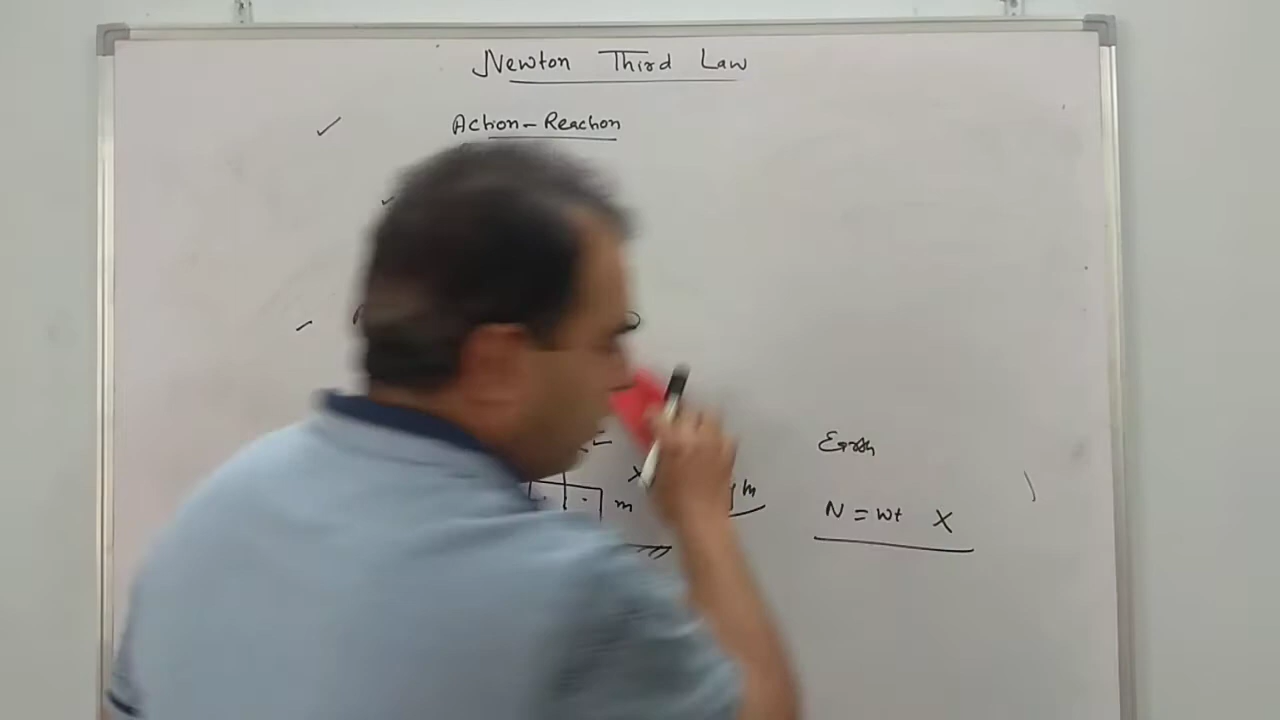 Newton Third Law
Action-Reaction
Earth
m
m
N = wt X